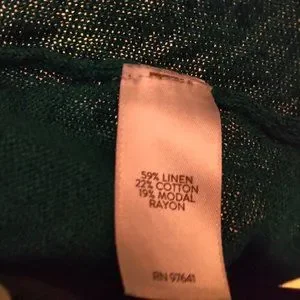 59% LINEN
22% COTTON
19% MODAL
RAYON
RN 97641